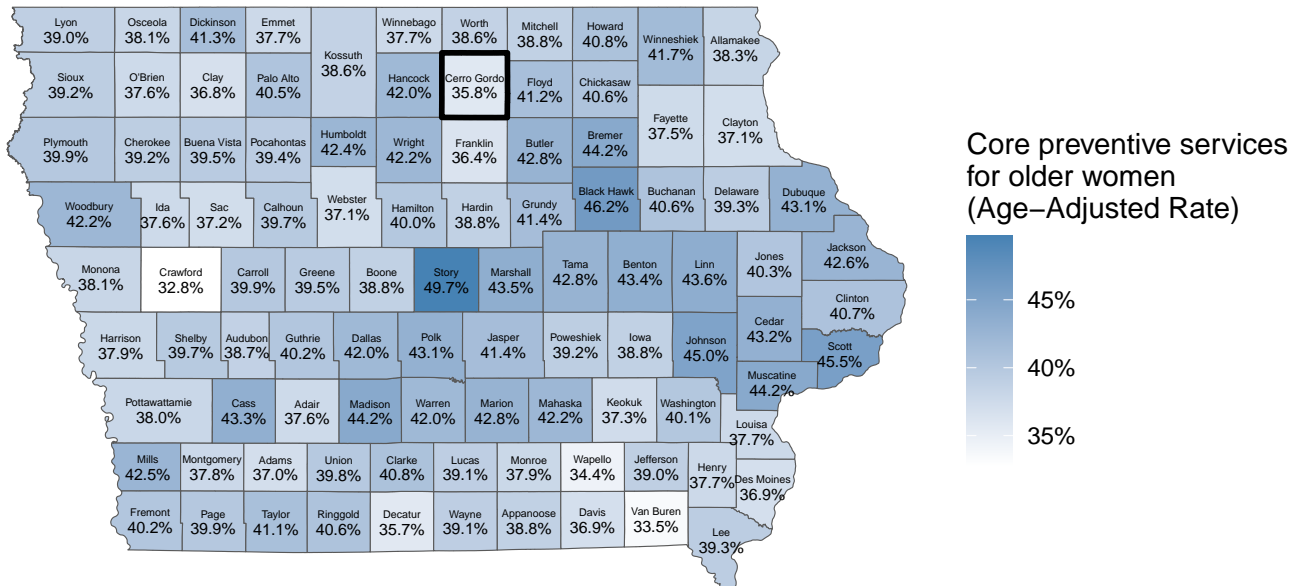 Lyon
39.0%
Osceola
38.1%
Dickinson
41.3%
Emmet
37.7%
Kossuth
38.6%
Winnebago
37.7%
Worth
38.6%
Mitchell
38.8%
Howard
40.8%
Winneshiek
41.7%
Allamakee
38.3%
Sioux
39.2%
O'Brien
37.6%
Clay
36.8%
Palo Alto
40.5%
Hancock
42.0%
Cerro Gordo
35.8%
Floyd
41.2%
Chickasaw
40.6%
Fayette
37.5%
Clayton
37.1%
Plymouth
39.9%
Cherokee
39.2%
Buena Vista
39.5%
Pocahontas
39.4%
Humboldt
42.4%
Wright
42.2%
Franklin
36.4%
Butler
42.8%
Bremer
44.2%
Woodbury
42.2%
Ida
37.6%
Sac
37.2%
Calhoun
39.7%
Webster
37.1%
Hamilton
40.0%
Hardin
38.8%
Grundy
41.4%
Black Hawk
46.2%
Buchanan
40.6%
Delaware
39.3%
Dubuque
43.1%
Monona
38.1%
Crawford
32.8%
Carroll
39.9%
Greene
39.5%
Boone
38.8%
Story
49.7%
Marshall
43.5%
Tama
42.8%
Benton
43.4%
Linn
43.6%
Jones
40.3%
Jackson
42.6%
Clinton
40.7%
Harrison
37.9%
Shelby
39.7%
Audubon
38.7%
Guthrie
40.2%
Dallas
42.0%
Polk
43.1%
Jasper
41.4%
Poweshiek
39.2%
Iowa
38.8%
Johnson
45.0%
Cedar
43.2%
Scott
45.5%
Muscatine
44.2%
Pottawattamie
38.0%
Cass
43.3%
Adair
37.6%
Madison
44.2%
Warren
42.0%
Marion
42.8%
Mahaska
42.2%
Keokuk
37.3%
Washington
40.1%
Louisa
37.7%
Mills
42.5%
Montgomery
37.8%
Adams
37.0%
Union
39.8%
Clarke
40.8%
Lucas
39.1%
Monroe
37.9%
Wapello
34.4%
Jefferson
39.0%
Henry
37.7%
Des Moines
36.9%
Fremont
40.2%
Page
39.9%
Taylor
41.1%
Ringgold
40.6%
Decatur
35.7%
Wayne
39.1%
Appanoose
38.8%
Davis
36.9%
Van Buren
33.5%
Lee
39.3%
Core preventive services
for older women
(Age−Adjusted Rate)
45%
40%
35%